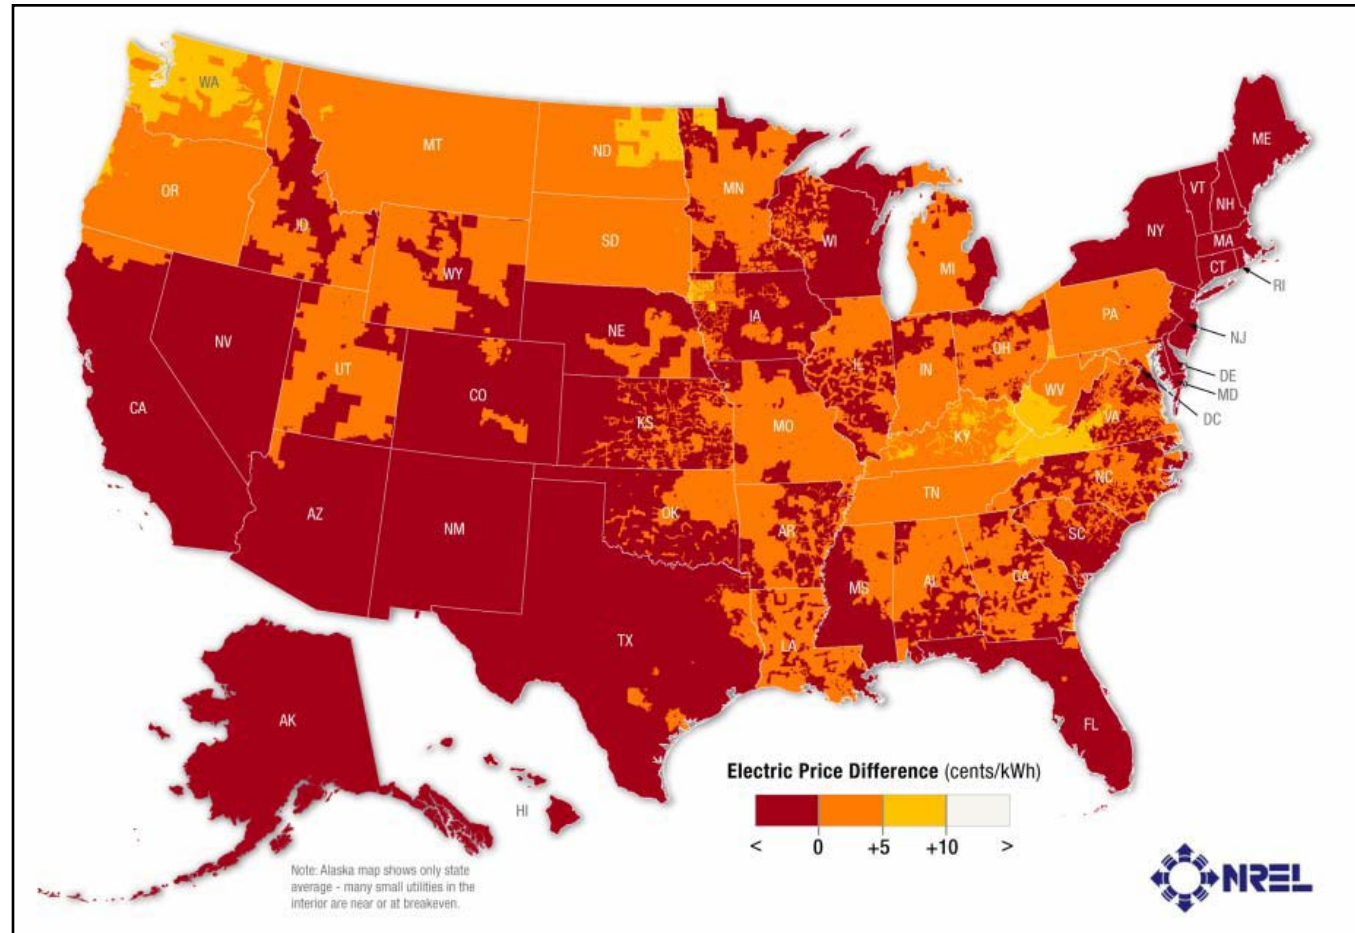 WA
MT
ND
MN
OR
ID
SD
WI
WY
MI
ME
VT
NH
NY
MA
CT
RI
NV
UT
CO
NE
IA
IL
IN
OH
PA
NJ
DE
MD
DC
CA
KS
MO
KY
WV
VA
AZ
NM
OK
AR
TN
NC
SC
TX
LA
MS
AL
GA
FL
AK
HI
Electric Price Difference (cents/kWh)
< 0 +5 +10 >
Note: Alaska map shows only state
average - many small utilities in the
interior are near or at breakeven.
NREL